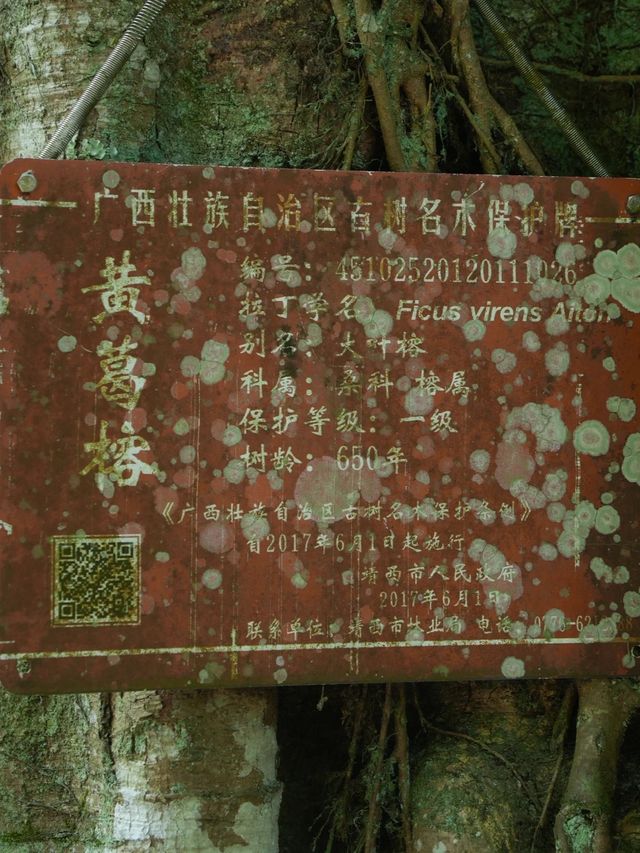 广西壮族自治区古树名木保护牌
黄葛榕
编号：45102520120111026
拉丁学名： Ficus virens Aiton
别名：大叶榕
科属：桑科 榕属
保护等级：一级
树龄：650年
《广西壮族自治区古树名木保护条例》
自2017年6月1日起施行
靖西市人民政府
2017年6月1日
联系单位：靖西市林业局 电话：